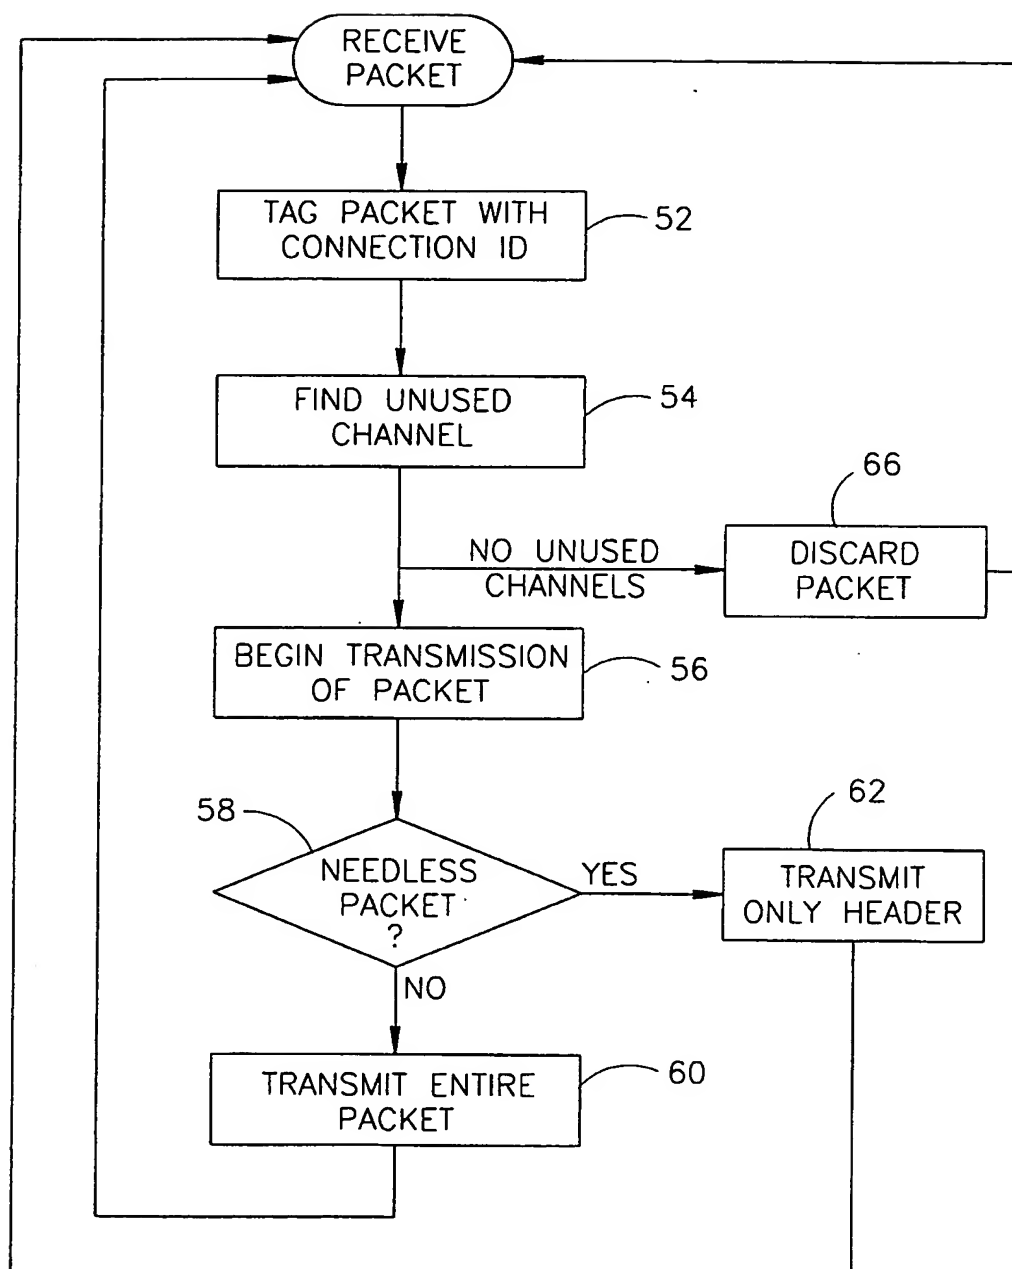 RECEIVE
PACKET
TAG PACKET WITH
CONNECTION ID
52
FIND UNUSED
CHANNEL
54
NO UNUSED
CHANNELS
66
DISCARD
PACKET
BEGIN TRANSMISSION
OF PACKET
56
58
NEEDLESS
PACKET
?
YES
62
TRANSMIT
ONLY HEADER
NO
TRANSMIT ENTIRE
PACKET
60